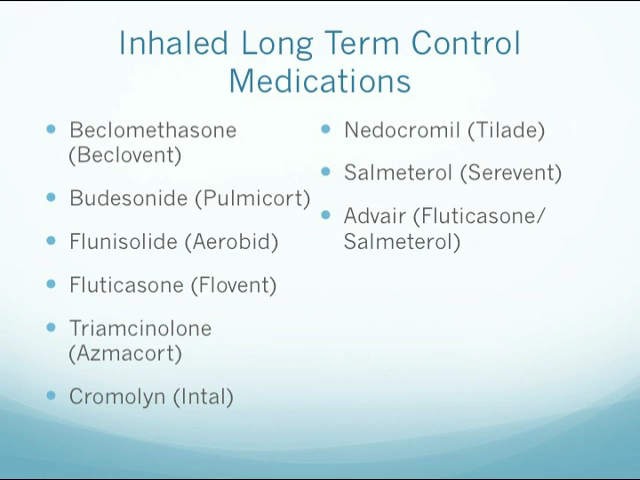 Inhaled Long Term Control
Medications
• Beclomethasone
(Beclovent)
• Budesonide (Pulmicort)
• Flunisolide (Aerobid)
• Fluticasone (Flovent)
• Triamcinolone
(Azmacort)
• Cromolyn (Intal)
• Nedocromil (Tilade)
• Salmeterol (Serevent)
• Advair (Fluticasone/
Salmeterol)